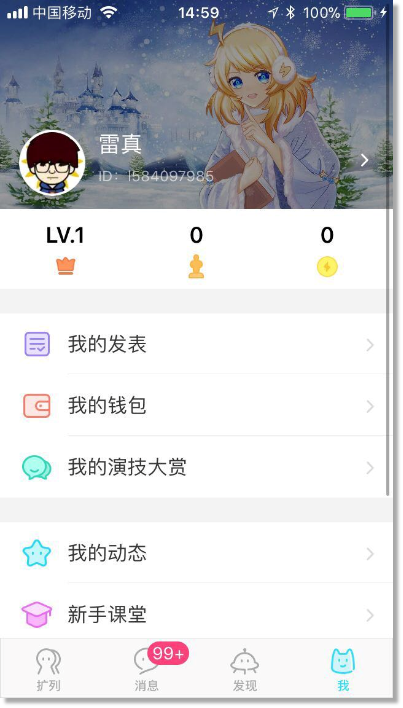 中国移动 14:59 100%
雷真
ID: l584097985
LV.1 0 0
我的发表
我的钱包
我的演技大赏
我的动态
新手课堂
99+
扩列 消息 发现 我